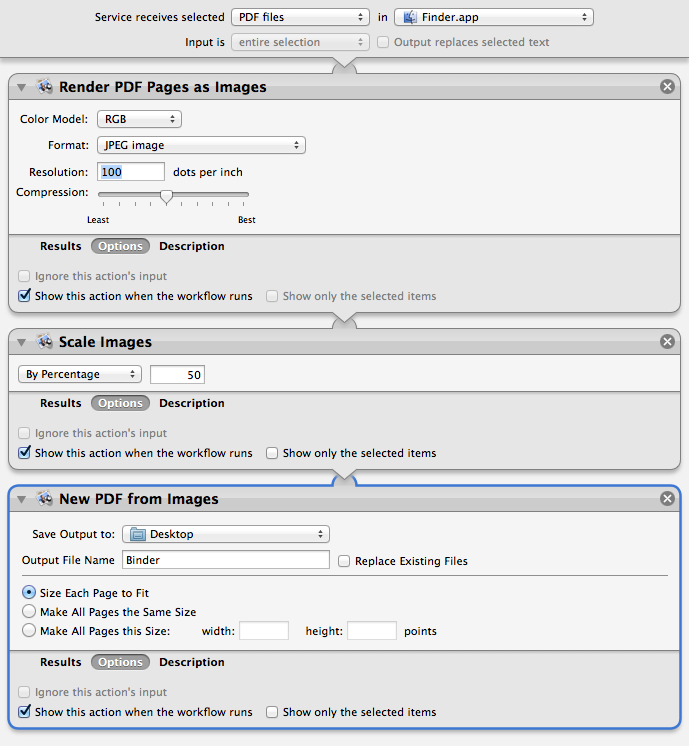 Service receives selected PDF files in Finder.app
Input is entire selection Output replaces selected text
Render PDF Pages as Images
Color Model: RGB
Format: JPEG image
Resolution: 100 dots per inch
Compression:
Least Best
Results Options Description
Ignore this action's input
Show this action when the workflow runs Show only the selected items
Scale Images
By Percentage 50
Results Options Description
Ignore this action's input
Show this action when the workflow runs Show only the selected items
New PDF from Images
Save Output to: Desktop
Output File Name Binder Replace Existing Files
Size Each Page to Fit
Make All Pages the Same Size
Make All Pages this Size: width: height: points
Results Options Description
Ignore this action's input
Show this action when the workflow runs Show only the selected items